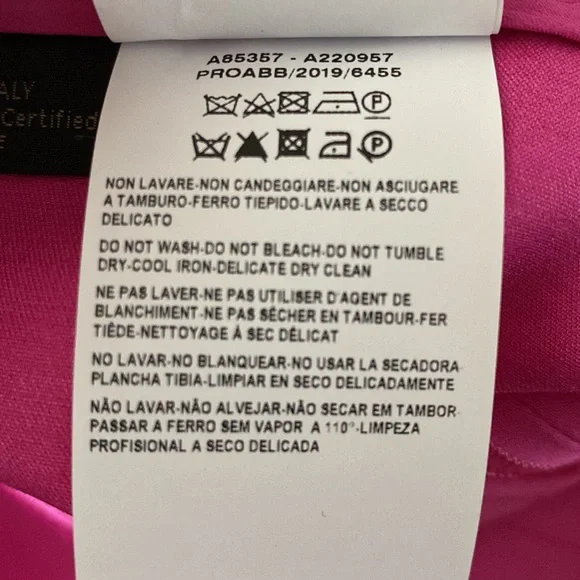 A85357 - A220957
PROABB/2019/6455
P
P
ALY
Certified
NON LAVARE-NON CANDEGGIARE-NON ASCIUGARE
A TAMBURO-FERRO TIEPIDO-LAVARE A SECCO
DELICATO
DO NOT WASH-DO NOT BLEACH-DO NOT TUMBLE
DRY-COOL IRON-DELICATE DRY CLEAN
NE PAS LAVER-NE PAS UTILISER D'AGENT DE
BLANCHIMENT-NE PAS SÉCHER EN TAMBOUR-FER
TIÈDE-NETTOYAGE À SEC DÉLICAT
NO LAVAR-NO BLANQUEAR-NO USAR LA SECADORA-
PLANCHA TIBIA-LIMPIAR EN SECO DELICADAMENTE
NÃO LAVAR-NÃO ALVEJAR-NÃO SECAR EM TAMBOR-
PASSAR A FERRO SEM VAPOR A 110°-LIMPEZA
PROFISIONAL A SECO DELICADA